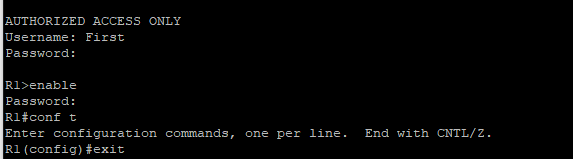 AUTHORIZED ACCESS ONLY
Username: First
Password:
R1>enable
Password:
R1#conf t
Enter configuration commands, one per line.  End with CNTL/Z.
R1(config)#exit